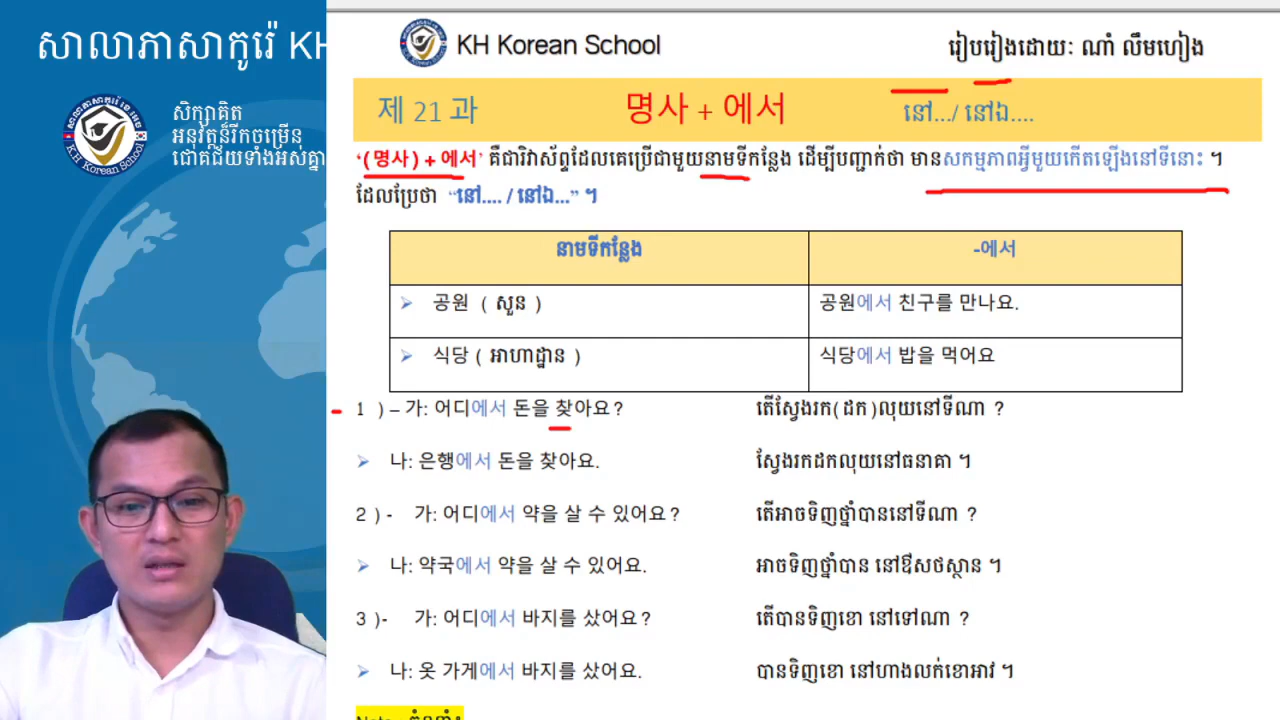 សាលាភាសាកូរ៉េ KH
សិក្សាគិត
អនុវត្តន៍រីកចម្រើន
ជោគជ័យទាំងអស់គ្នា
KH Korean School
រៀបរៀងដោយ: ណាំ លឹមហៀង
제 21 과 명사 + 에서 នៅ.../ នៅឯ....
‘(명사) + 에서’ គឺជារិវាស័ព្ទដែលគេប្រើជាមួយនាមទីកន្លែង ដើម្បីបញ្ជាក់ថា មានសកម្មភាពអ្វីមួយកើតឡើងនៅទីនោះ ។
ដែលប្រែថា “នៅ.... / នៅឯ...” ។
នាមទីកន្លែង -에서
➢ 공원 ( សួន ) 공원에서 친구를 만나요.
➢ 식당 ( អាហាដ្ឋាន ) 식당에서 밥을 먹어요
1 ) – 가: 어디에서 돈을 찾아요? តើស្វែងរក(ដក)លុយនៅទីណា ?
➢ 나: 은행에서 돈을 찾아요. ស្វែងរកដកលុយនៅធនាគា ។
2 ) - 가: 어디에서 약을 살 수 있어요? តើអាចទិញថ្នាំបាននៅទីណា ?
➢ 나: 약국에서 약을 살 수 있어요. អាចទិញថ្នាំបាន នៅឱសថស្ថាន ។
3 )- 가: 어디에서 바지를 샀어요? តើបានទិញខោ នៅទៅណា ?
➢ 나: 옷 가게에서 바지를 샀어요. បានទិញខោ នៅហាងលក់ខោអាវ ។